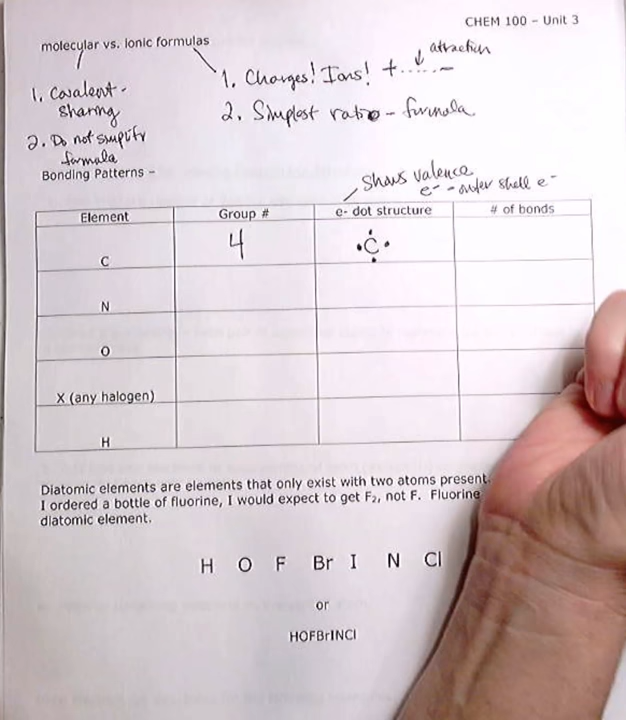 CHEM 100 – Unit 3
molecular vs. ionic formulas
1. Covalent -
sharing
2. Do not simplify
formula
attraction
1. Charges! Ions! + ..... −
2. Simplest ratio - formula
Bonding Patterns –
shows valence
e- - outer shell e-
Element Group # e- dot structure # of bonds
C 4 C
N
O
X (any halogen)
H
Diatomic elements are elements that only exist with two atoms present.
I ordered a bottle of fluorine, I would expect to get F₂, not F. Fluorine
diatomic element.
H O F Br I N Cl
or
HOFBrINCl